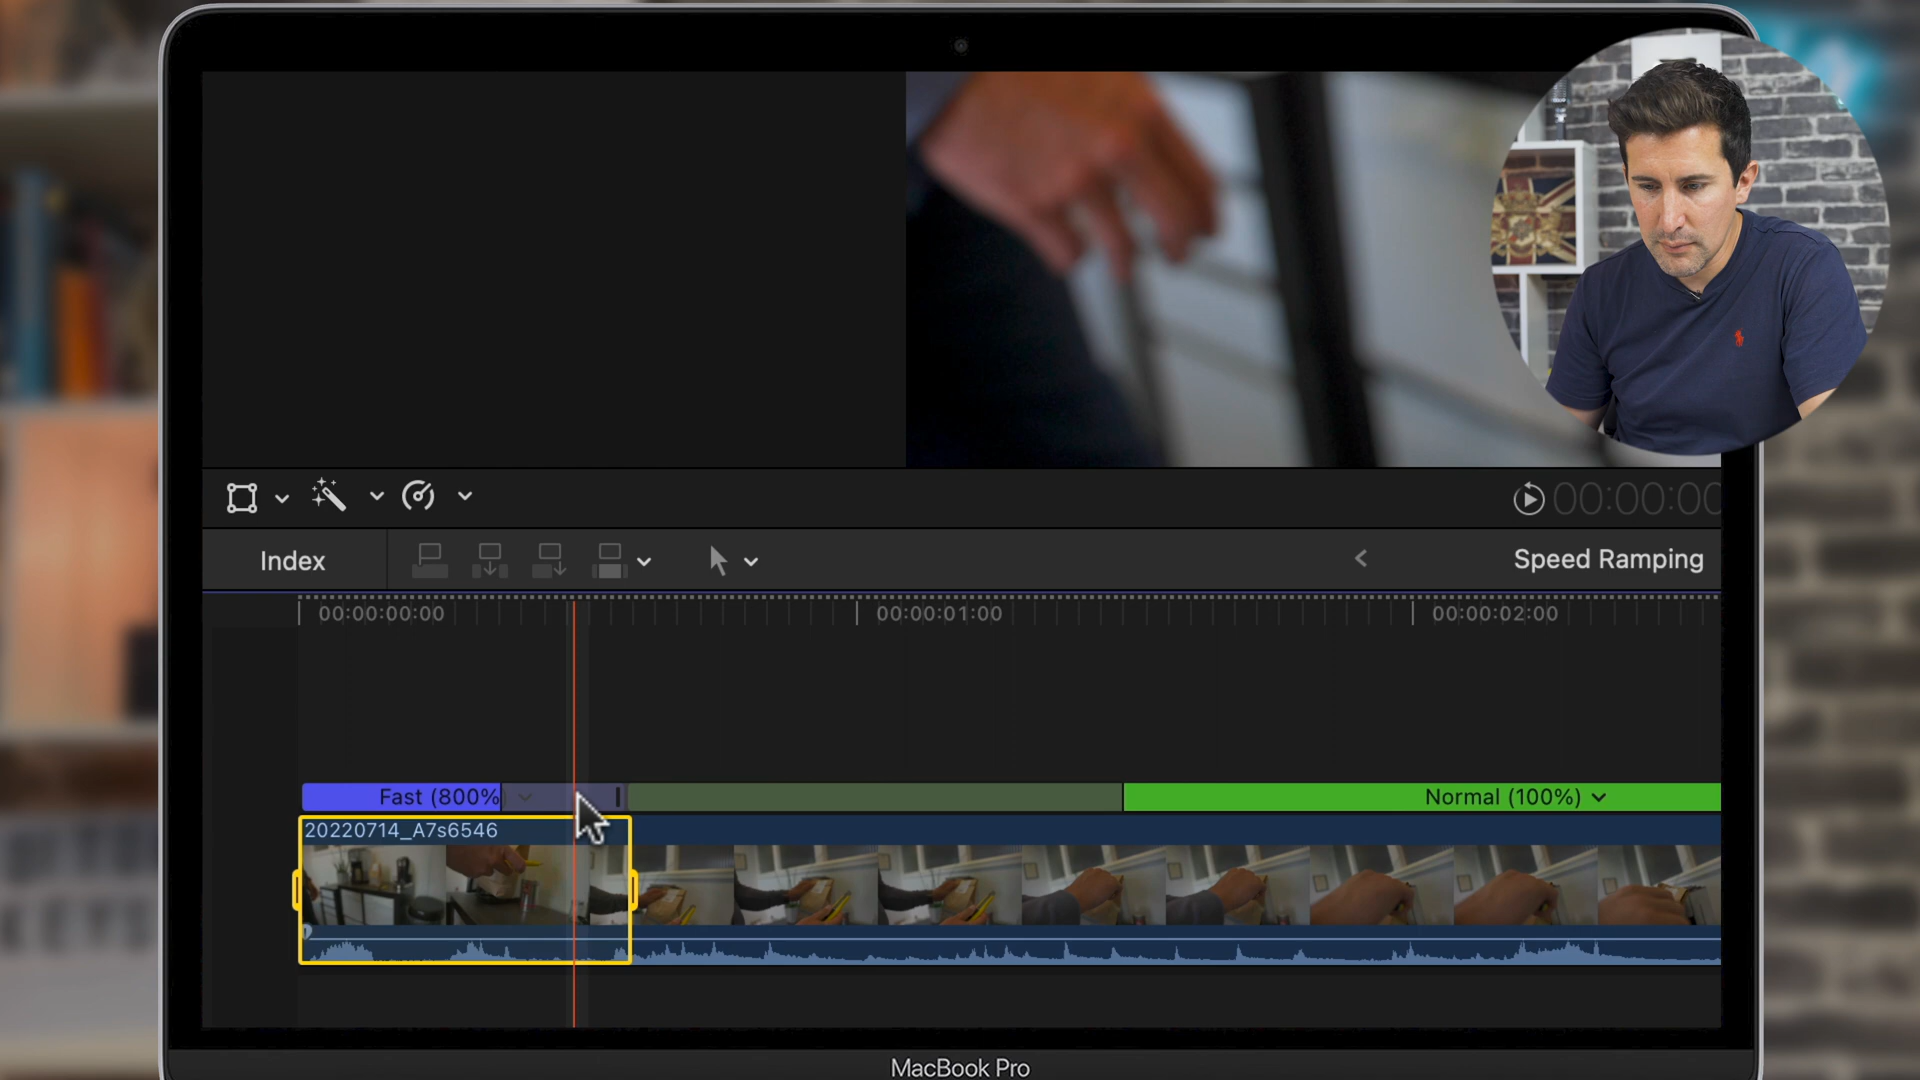 00:00:00
Index
Speed Ramping
00:00:00:00
00:00:01:00
00:00:02:00
Fast (800%)
Normal (100%)
20220714_A7s6546
MacBook Pro